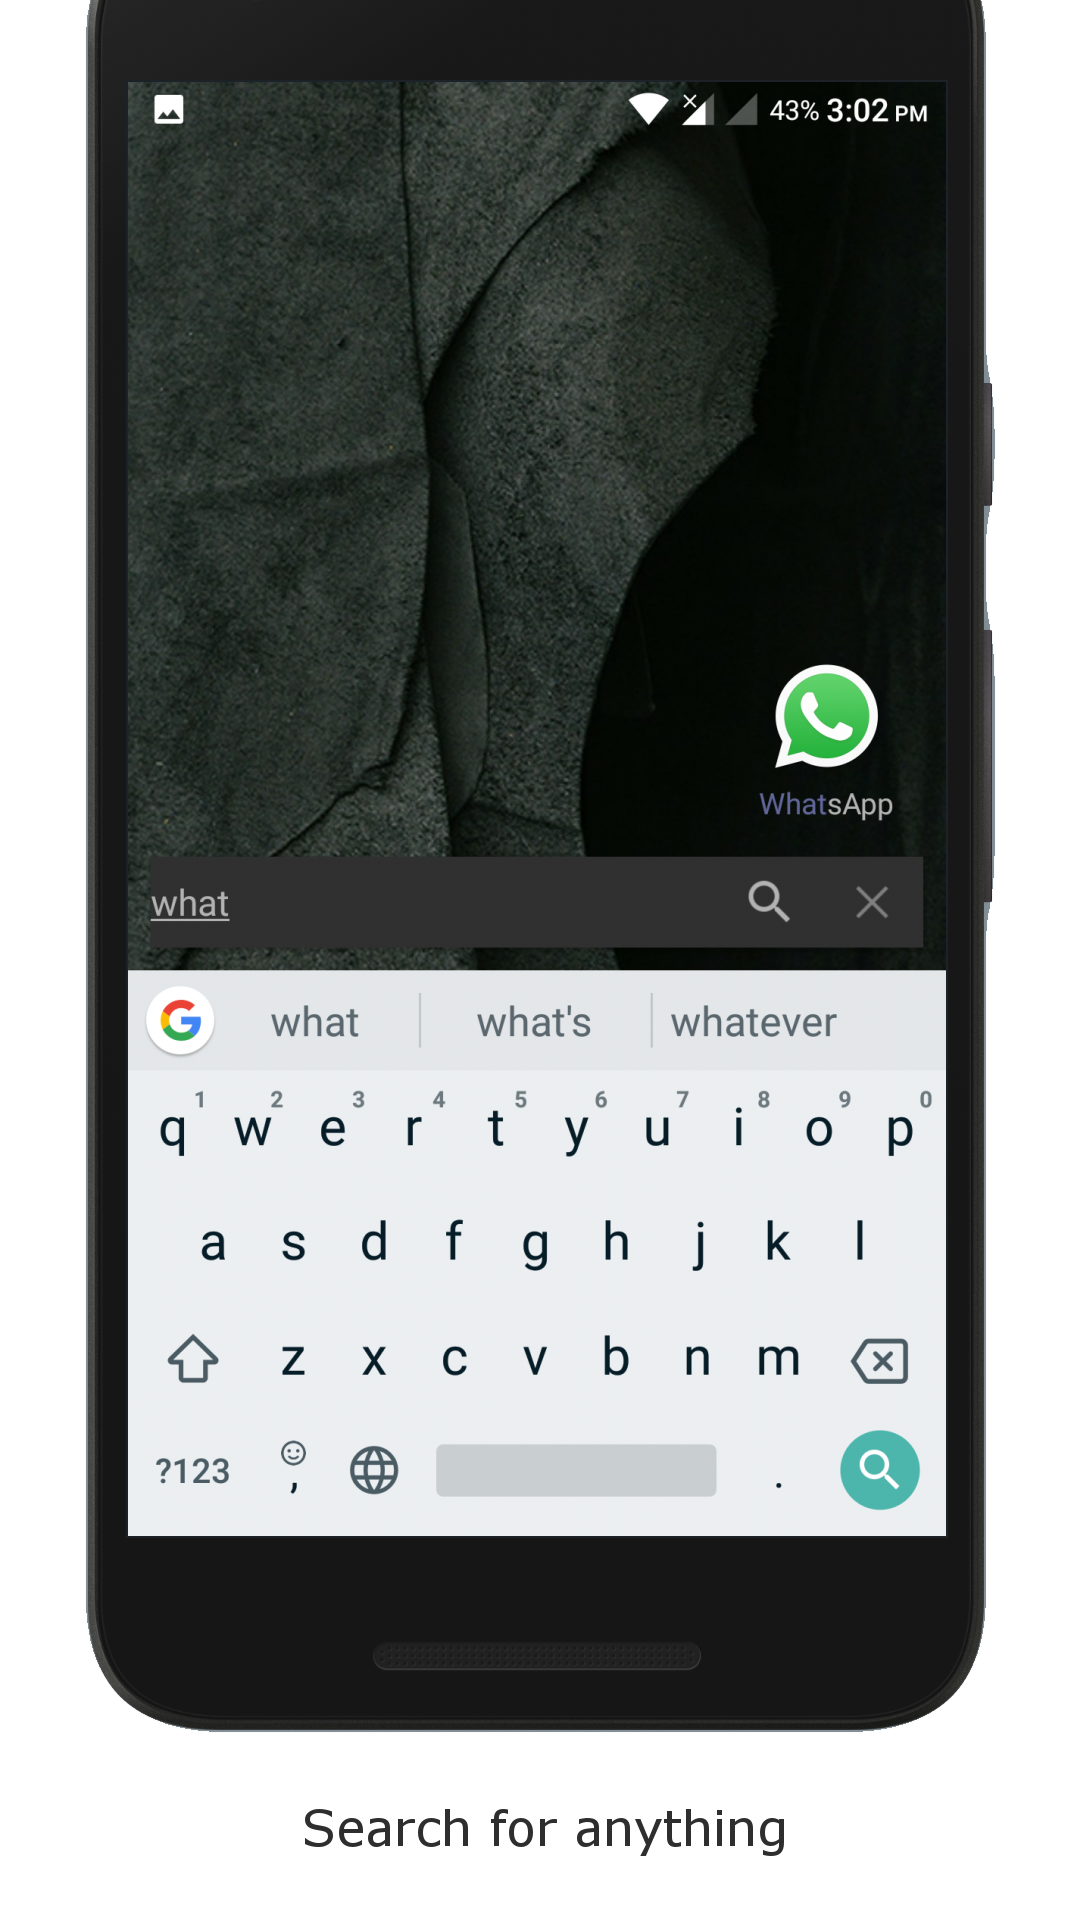 43% 3:02 PM
WhatsApp
what
what what's whatever
1 2 3 4 5 6 7 8 9 0
q w e r t y u i o p
a s d f g h j k l
z x c v b n m
?123 , .
Search for anything